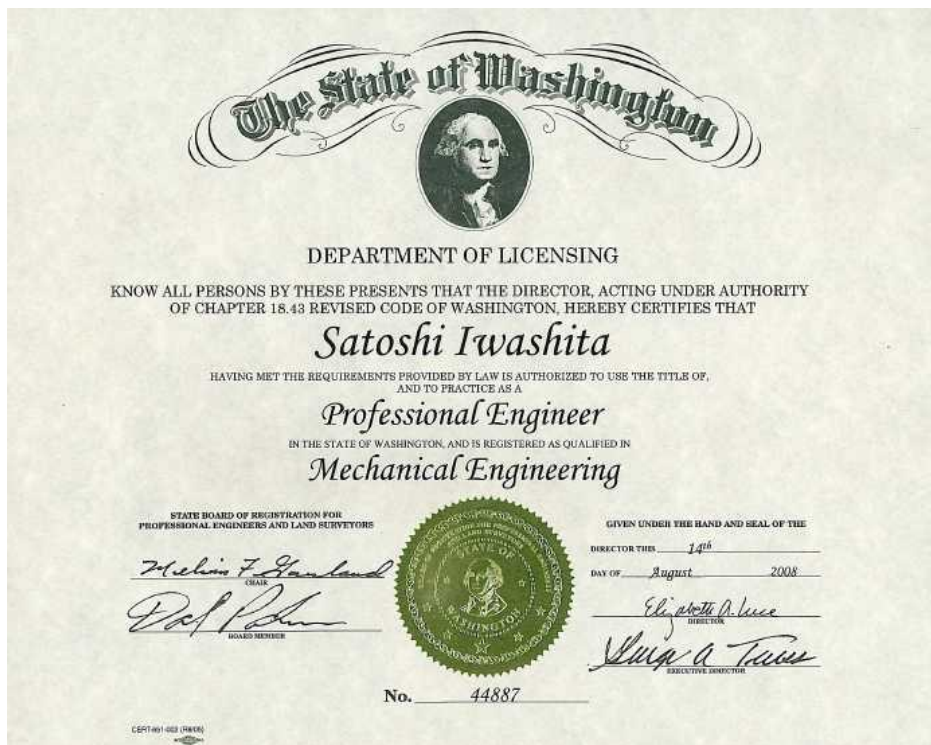 The State of Washington
DEPARTMENT OF LICENSING
KNOW ALL PERSONS BY THESE PRESENTS THAT THE DIRECTOR, ACTING UNDER AUTHORITY
OF CHAPTER 18.43 REVISED CODE OF WASHINGTON, HEREBY CERTIFIES THAT
Satoshi Iwashita
HAVING MET THE REQUIREMENTS PROVIDED BY LAW IS AUTHORIZED TO USE THE TITLE OF,
AND TO PRACTICE AS A
Professional Engineer
IN THE STATE OF WASHINGTON, AND IS REGISTERED AS QUALIFIED IN
Mechanical Engineering
STATE BOARD OF REGISTRATION FOR
PROFESSIONAL ENGINEERS AND LAND SURVEYORS
CHAIR
BOARD MEMBER
STATE OF
WASHINGTON
GIVEN UNDER THE HAND AND SEAL OF THE
DIRECTOR THIS 14th
DAY OF August 2008
Elizabeth A. Luce
DIRECTOR
EXECUTIVE DIRECTOR
No. 44887